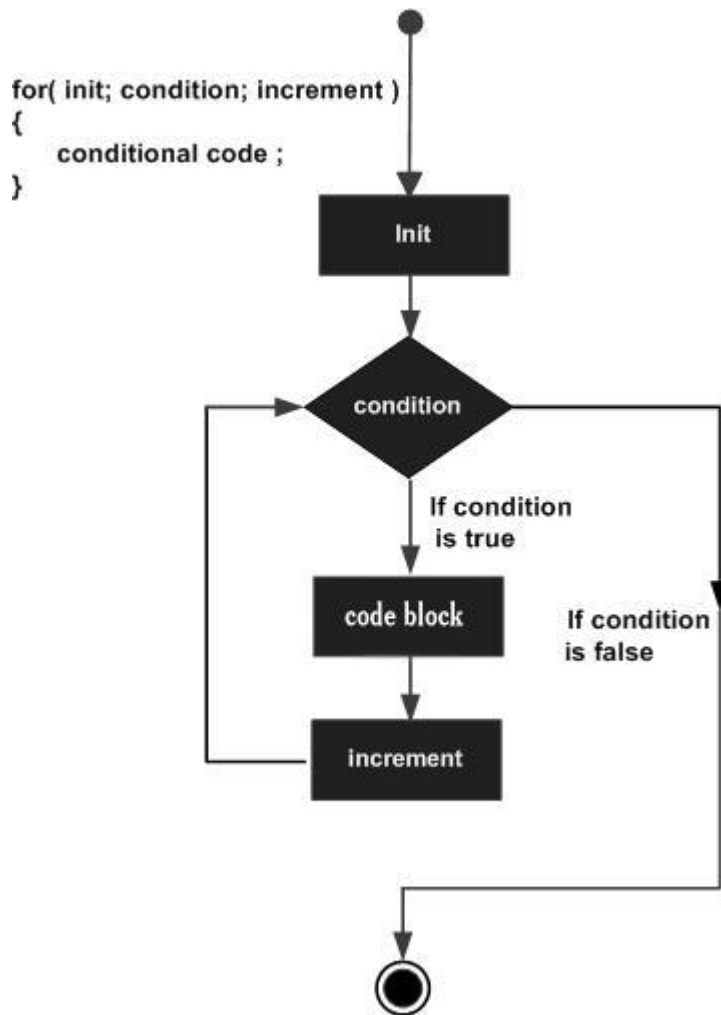 for( init; condition; increment )
{
conditional code ;
}
Init
condition
If condition
is true
code block
If condition
is false
increment